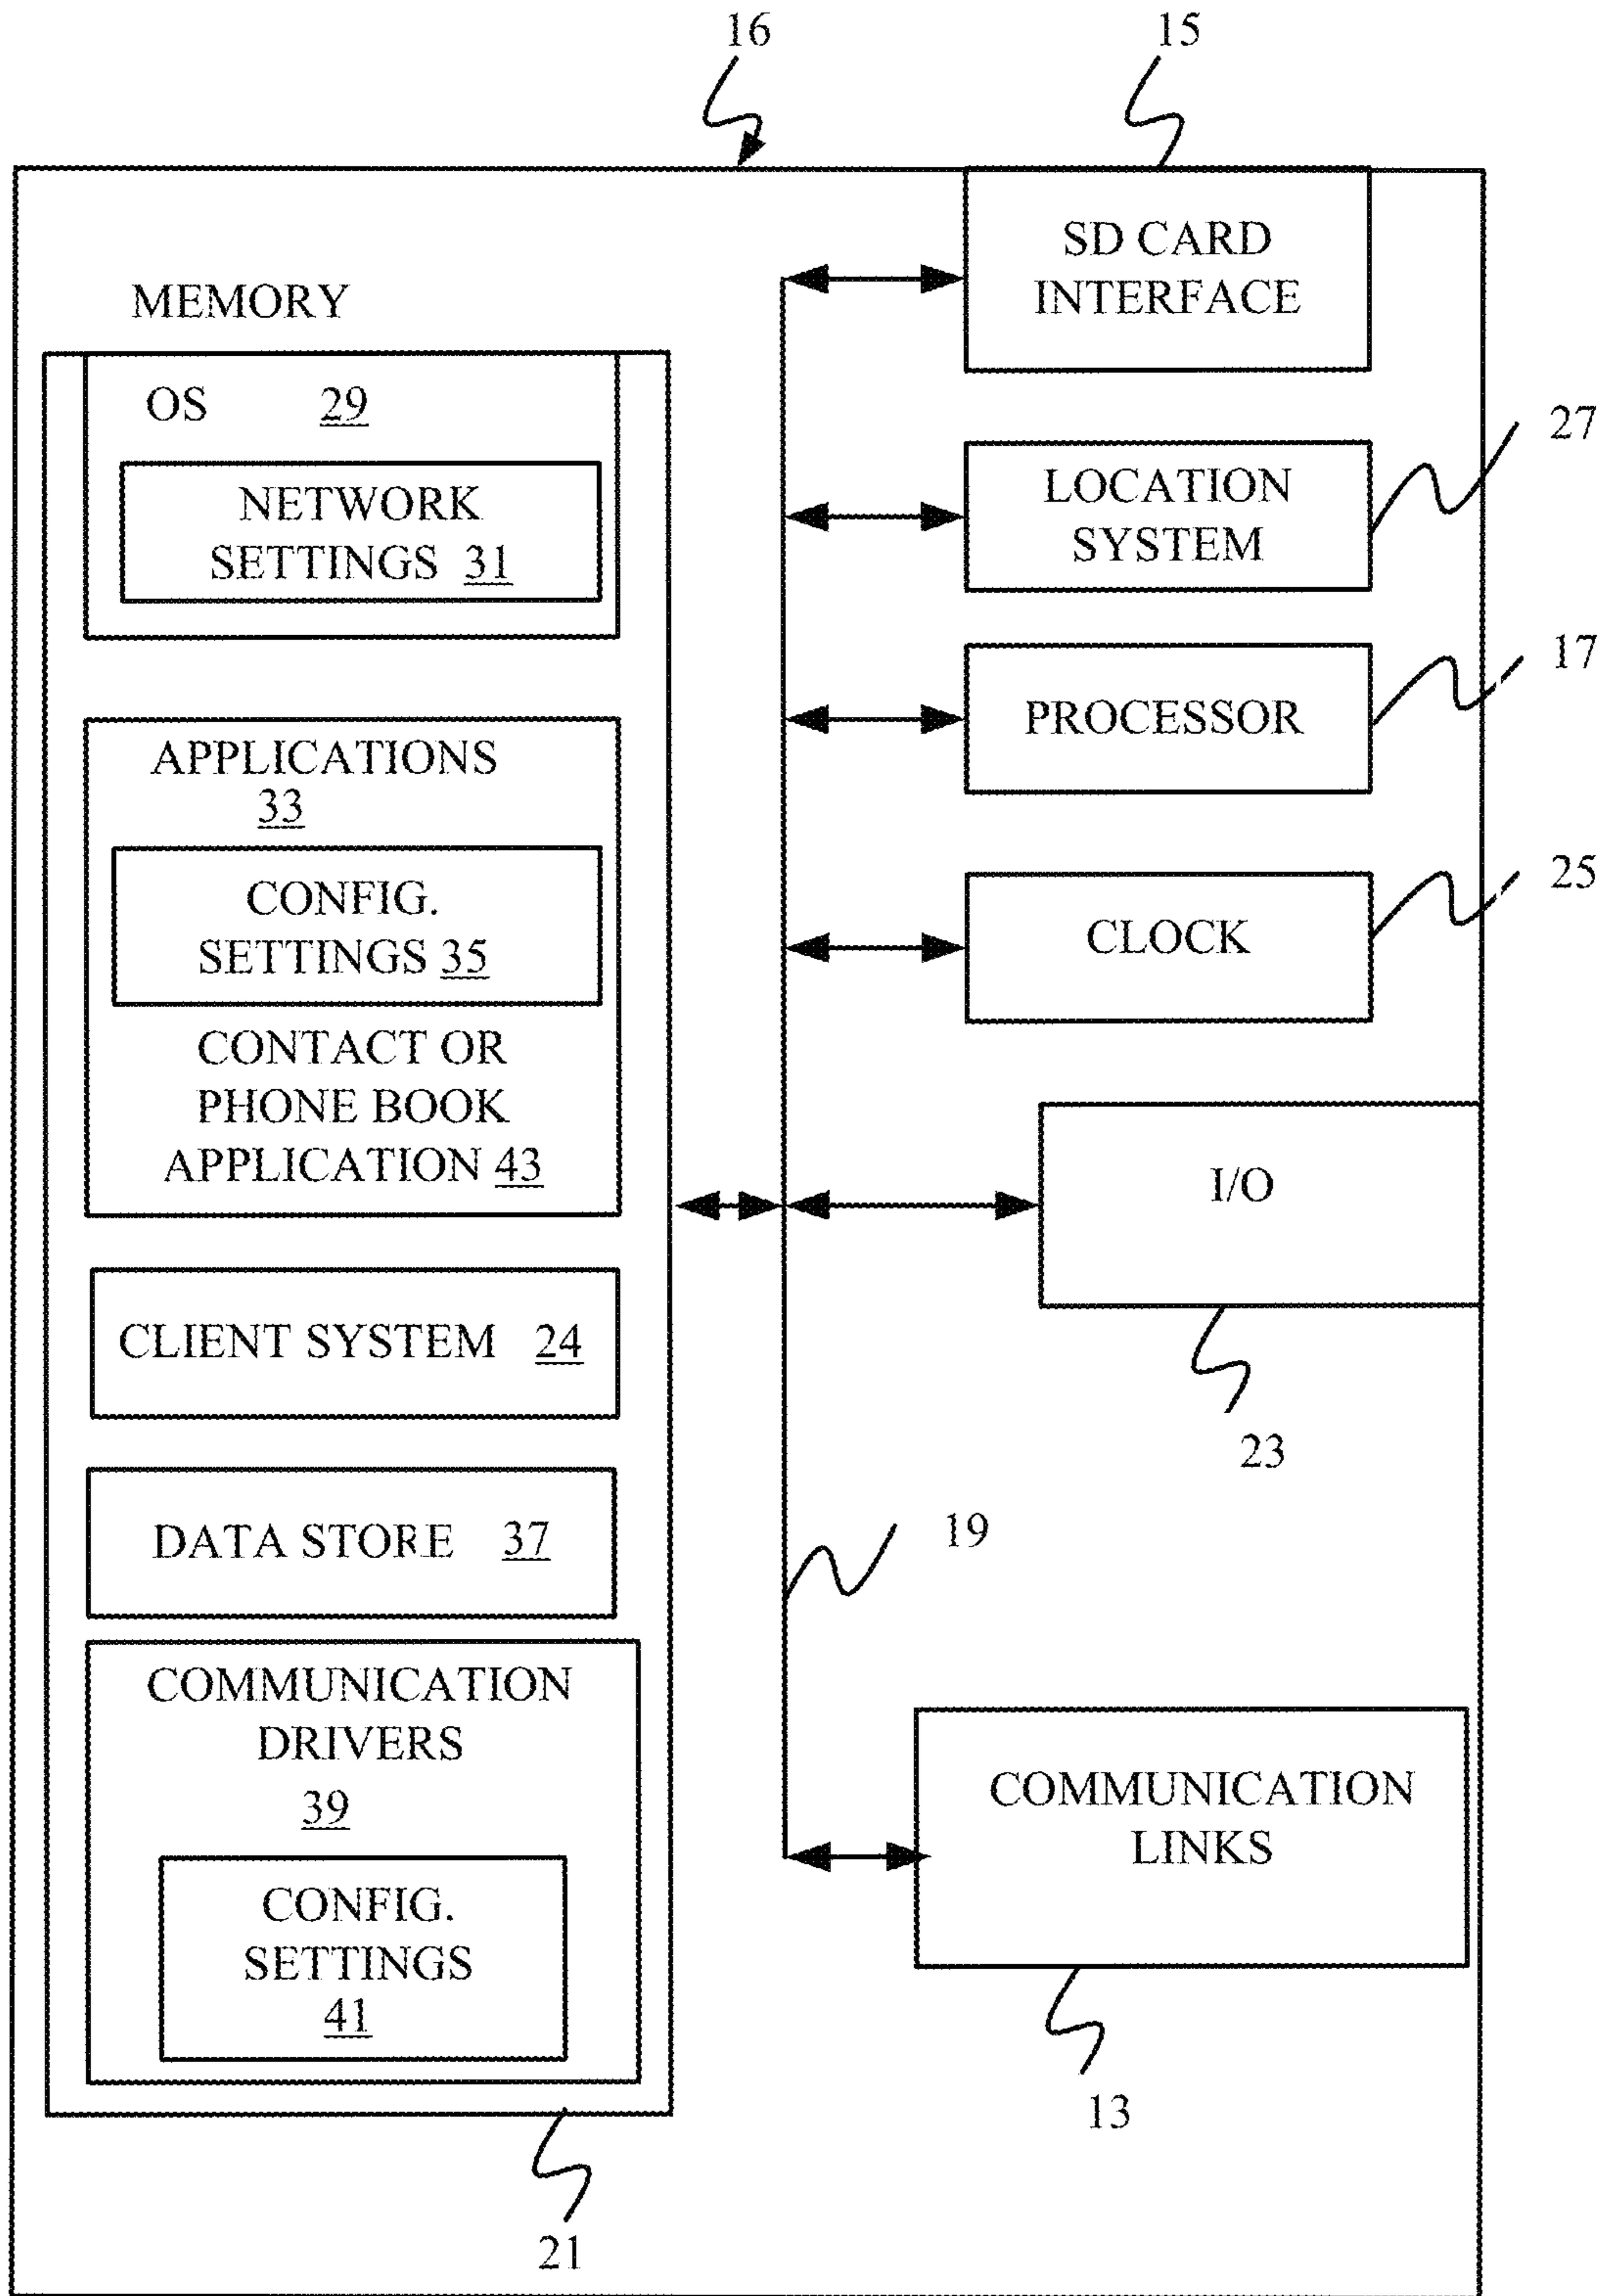 16
15
SD CARD
INTERFACE
MEMORY
OS 29
NETWORK
SETTINGS 31
27
LOCATION
SYSTEM
17
PROCESSOR
APPLICATIONS
33
CONFIG.
SETTINGS 35
CONTACT OR
PHONE BOOK
APPLICATION 43
25
CLOCK
I/O
23
CLIENT SYSTEM 24
DATA STORE 37
19
COMMUNICATION
DRIVERS
39
CONFIG.
SETTINGS
41
COMMUNICATION
LINKS
13
21